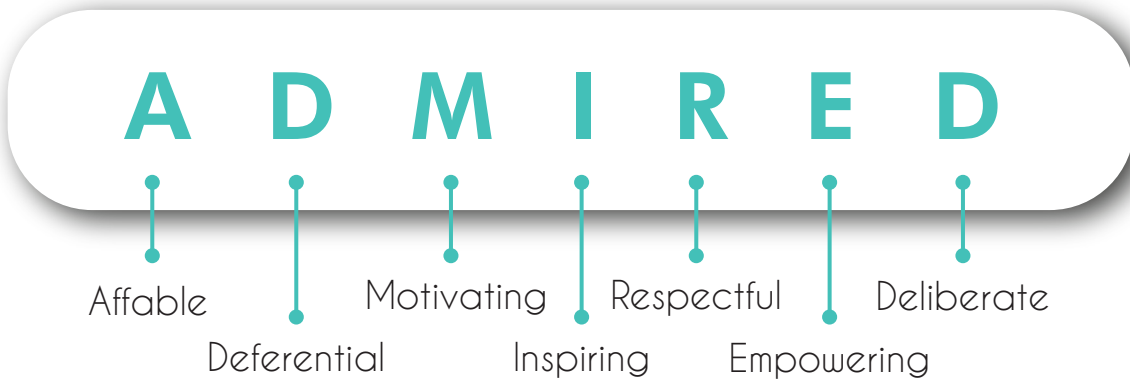 A D M I R E D
Affable Motivating Respectful Deliberate
Deferential Inspiring Empowering